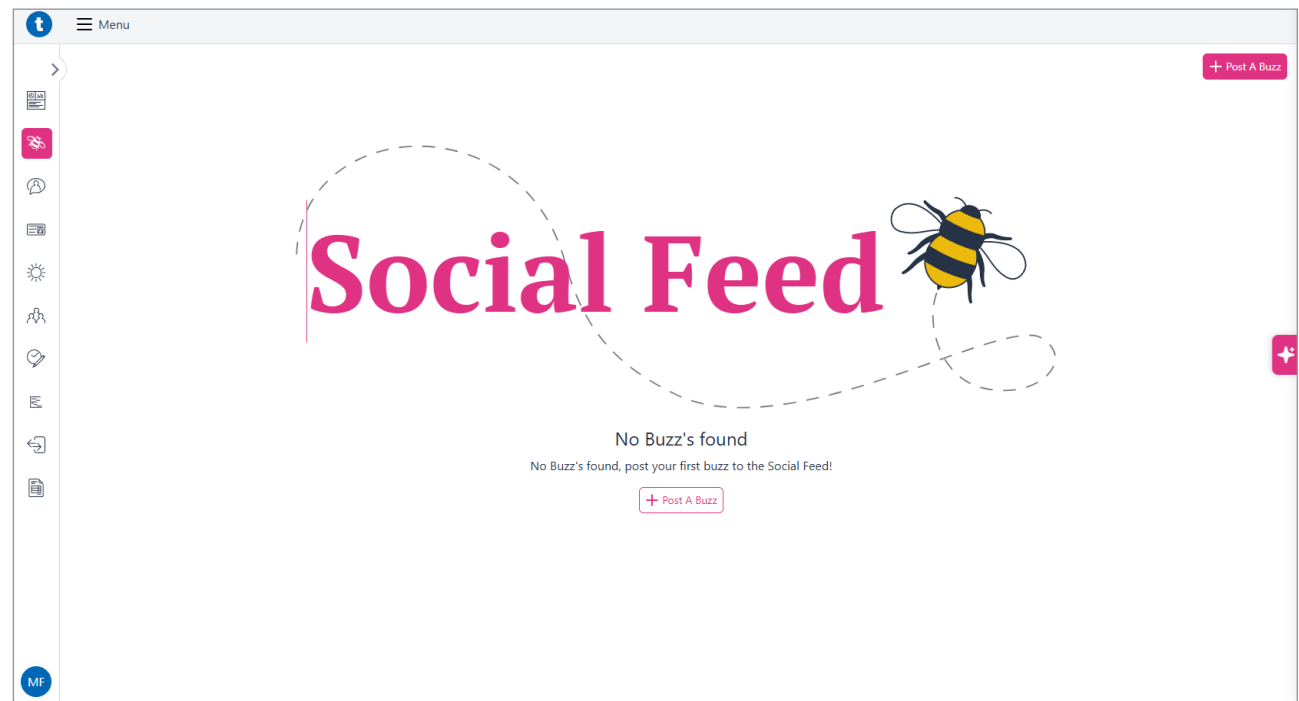 t
Menu
Post A Buzz
Social Feed
No Buzz's found
No Buzz's found, post your first buzz to the Social Feed!
Post A Buzz
MF